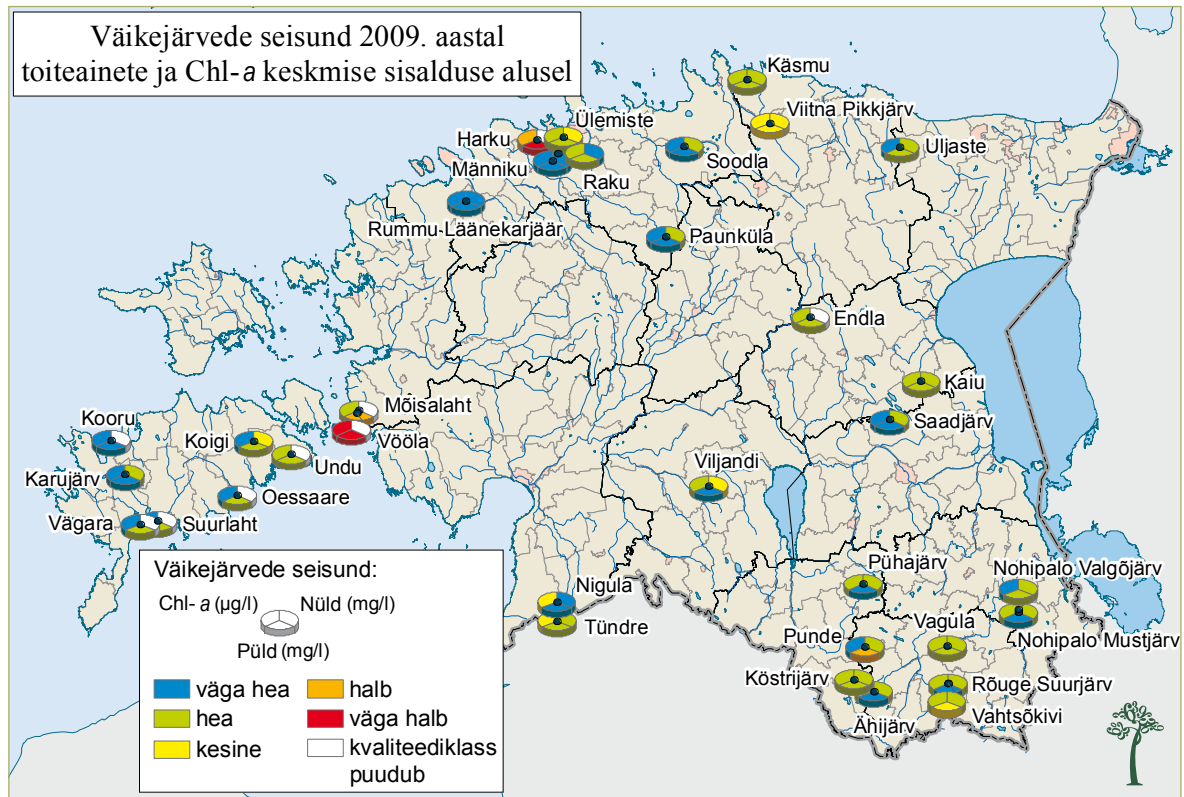 Väikejärvede seisund 2009. aastal
toiteainete ja Chl-a keskmise sisalduse alusel
Käsmu
Viitna Pikkjärv
Ülemiste
Harku
Männiku
Raku
Soodla
Uljaste
Rummu-Läänekarjäär
Paunküla
Endla
Kaiu
Saadjärv
Mõisalaht
Vööla
Kooru
Koigi
Undu
Karujärv
Oessaare
Vägara
Suurlaht
Viljandi
Nigula
Tündre
Pühajärv
Nohipalo Valgõjärv
Nohipalo Mustjärv
Punde
Vagula
Köstrijärv
Rõuge Suurjärv
Ähijärv
Vahtsõkivi
Väikejärvede seisund:
Chl- a (µg/l)
Nüld (mg/l)
Püld (mg/l)
väga hea
hea
kesine
halb
väga halb
kvaliteediklass
puudub